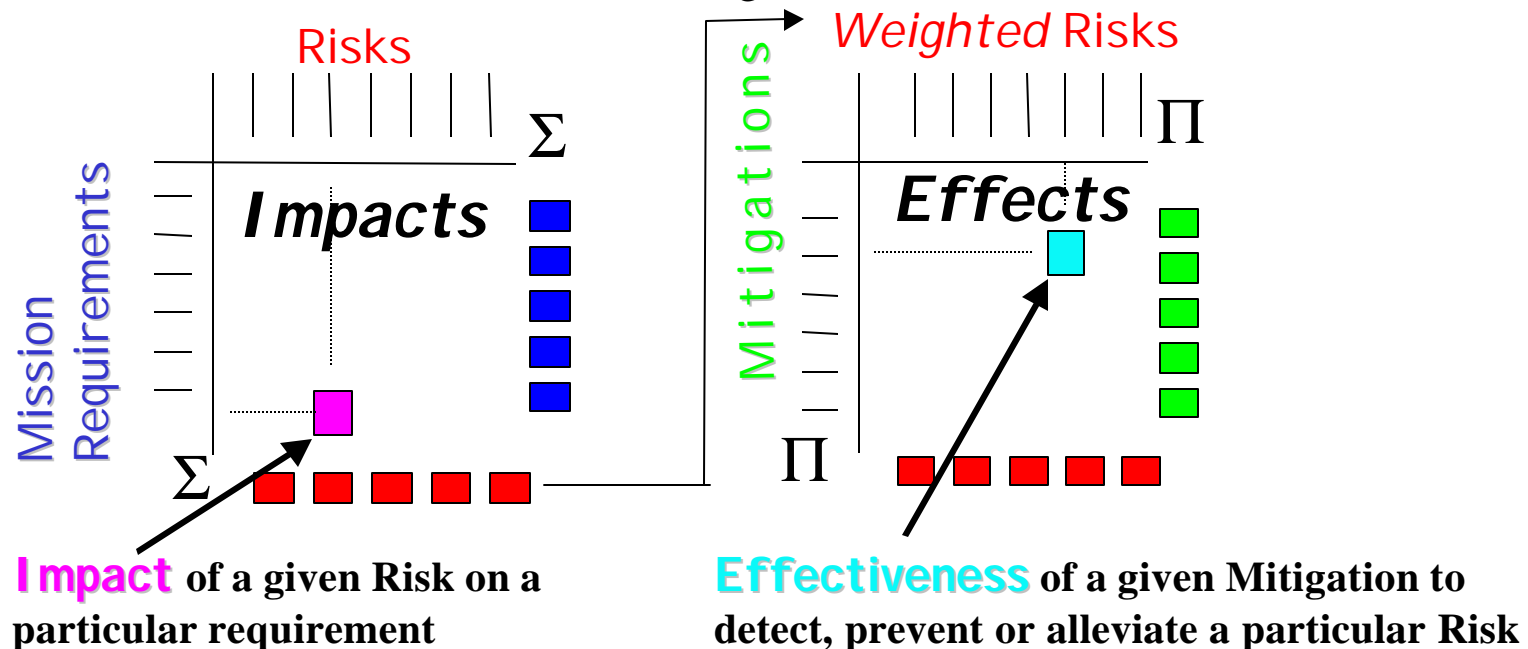 Risks
Σ
Mission
Requirements
Impacts
Σ
Impact of a given Risk on a
particular requirement
Weighted Risks
Π
Mitigations
Effects
Π
Effectiveness of a given Mitigation to
detect, prevent or alleviate a particular Risk